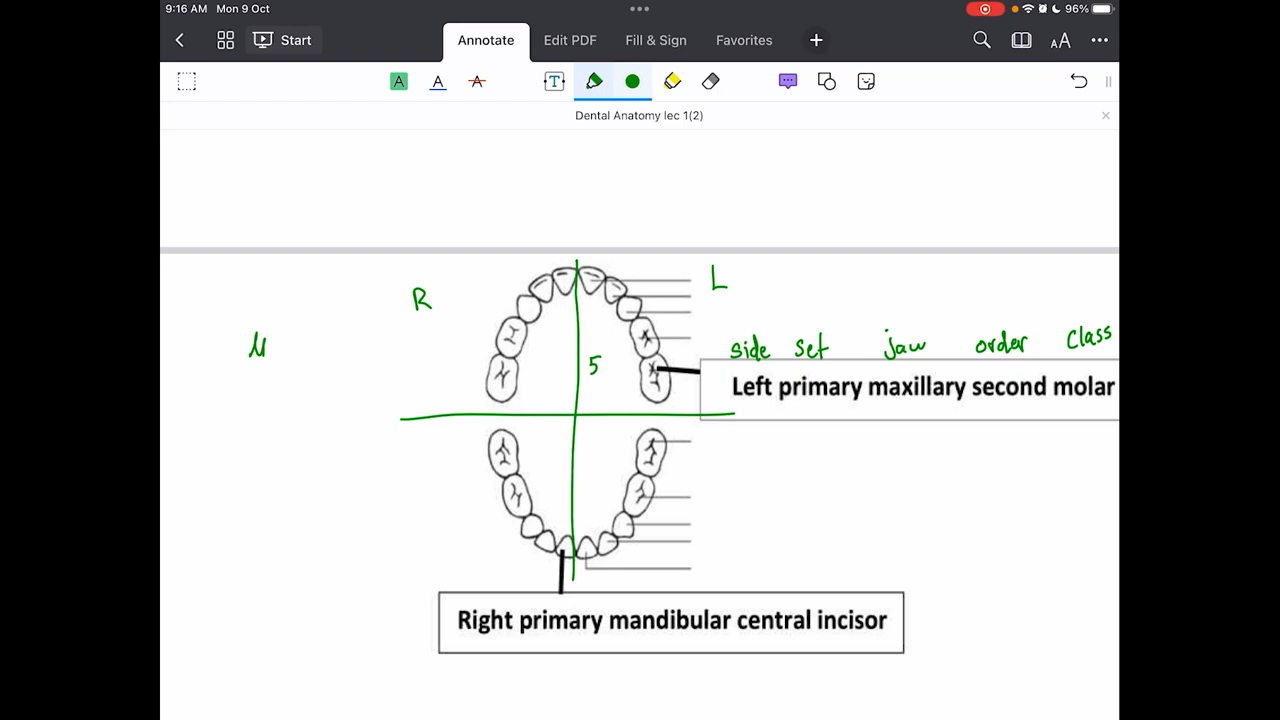 9:16 AM Mon 9 Oct
96%
Start
Annotate
Edit PDF
Fill & Sign
Favorites
Dental Anatomy lec 1(2)
R
L
side set jaw order class
5
Left primary maxillary second molar
Right primary mandibular central incisor